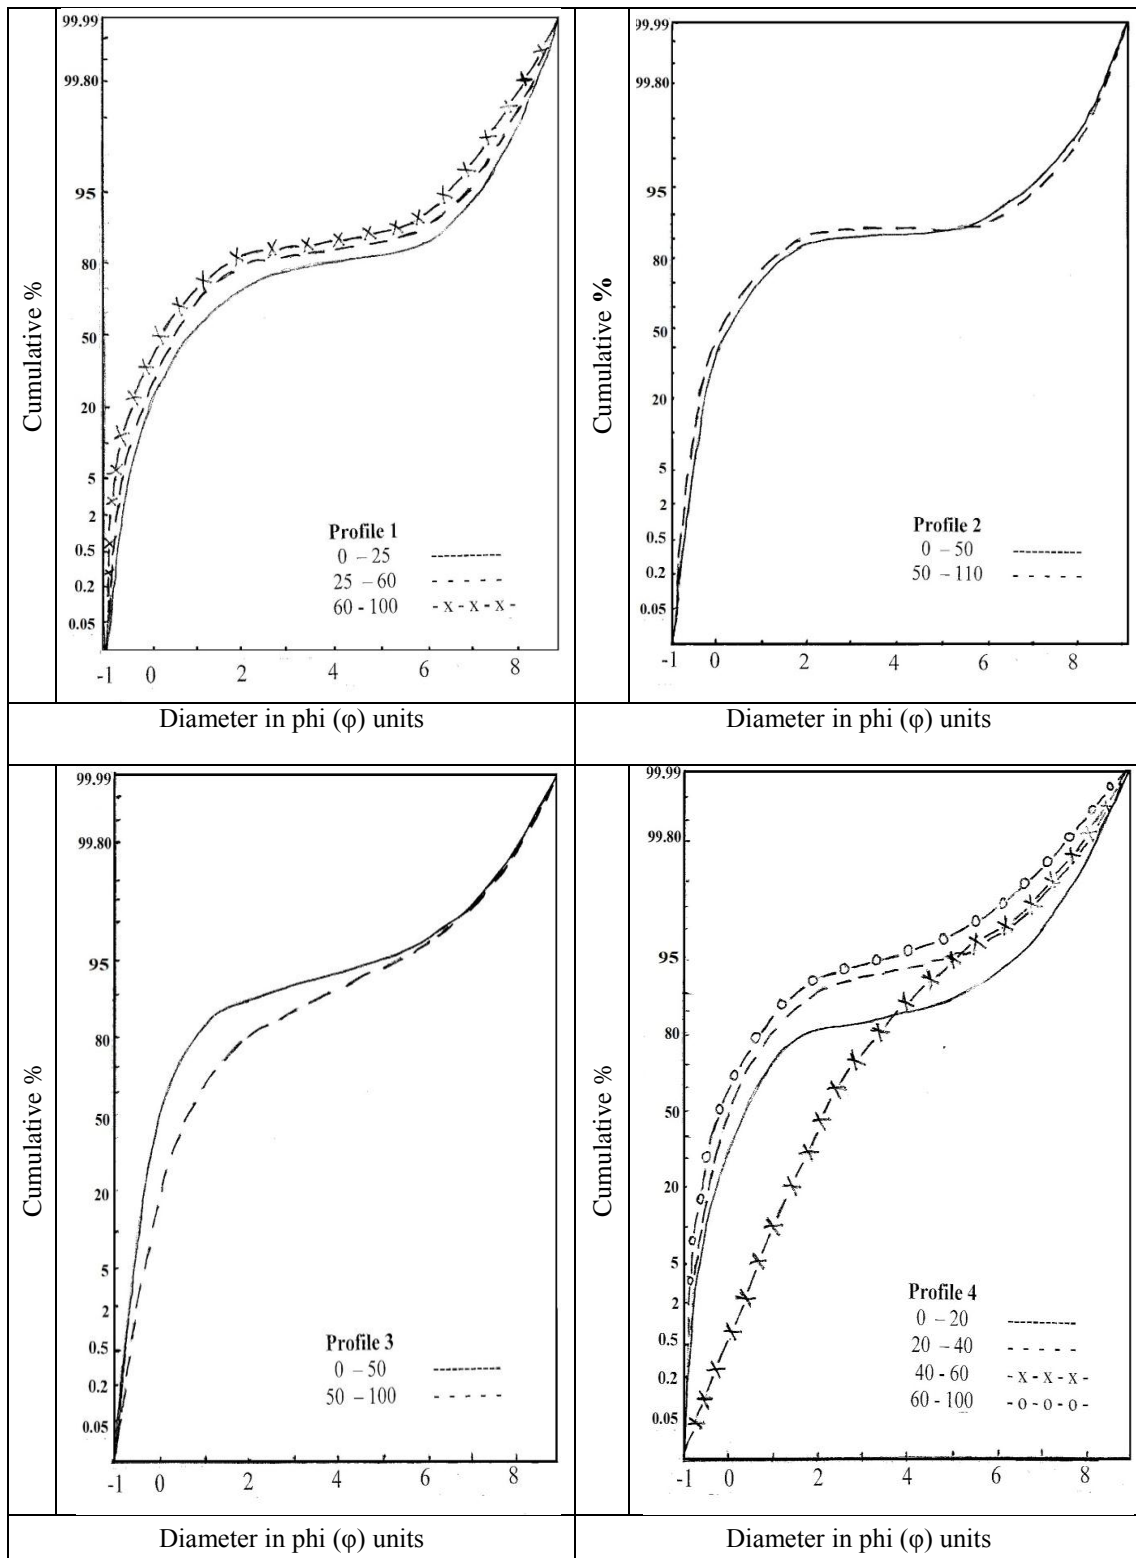 99.99
99.80
95
80
50
20
5
2
0.5
0.2
0.05
Cumulative %
Profile 1
0 – 25
25 – 60
60 - 100 - x - x - x -
-1 0 2 4 6 8
Diameter in phi (φ) units
99.99
99.80
95
80
50
20
5
2
0.5
0.2
0.05
Cumulative %
Profile 2
0 – 50
50 – 110
-1 0 2 4 6 8
Diameter in phi (φ) units
99.99
99.80
95
80
50
20
5
2
0.5
0.2
0.05
Cumulative %
Profile 3
0 – 50
50 – 100
-1 0 2 4 6 8
Diameter in phi (φ) units
99.99
99.80
95
80
50
20
5
2
0.5
0.2
0.05
Cumulative %
Profile 4
0 – 20
20 – 40
40 - 60 - x - x - x -
60 - 100 - o - o - o -
-1 0 2 4 6 8
Diameter in phi (φ) units